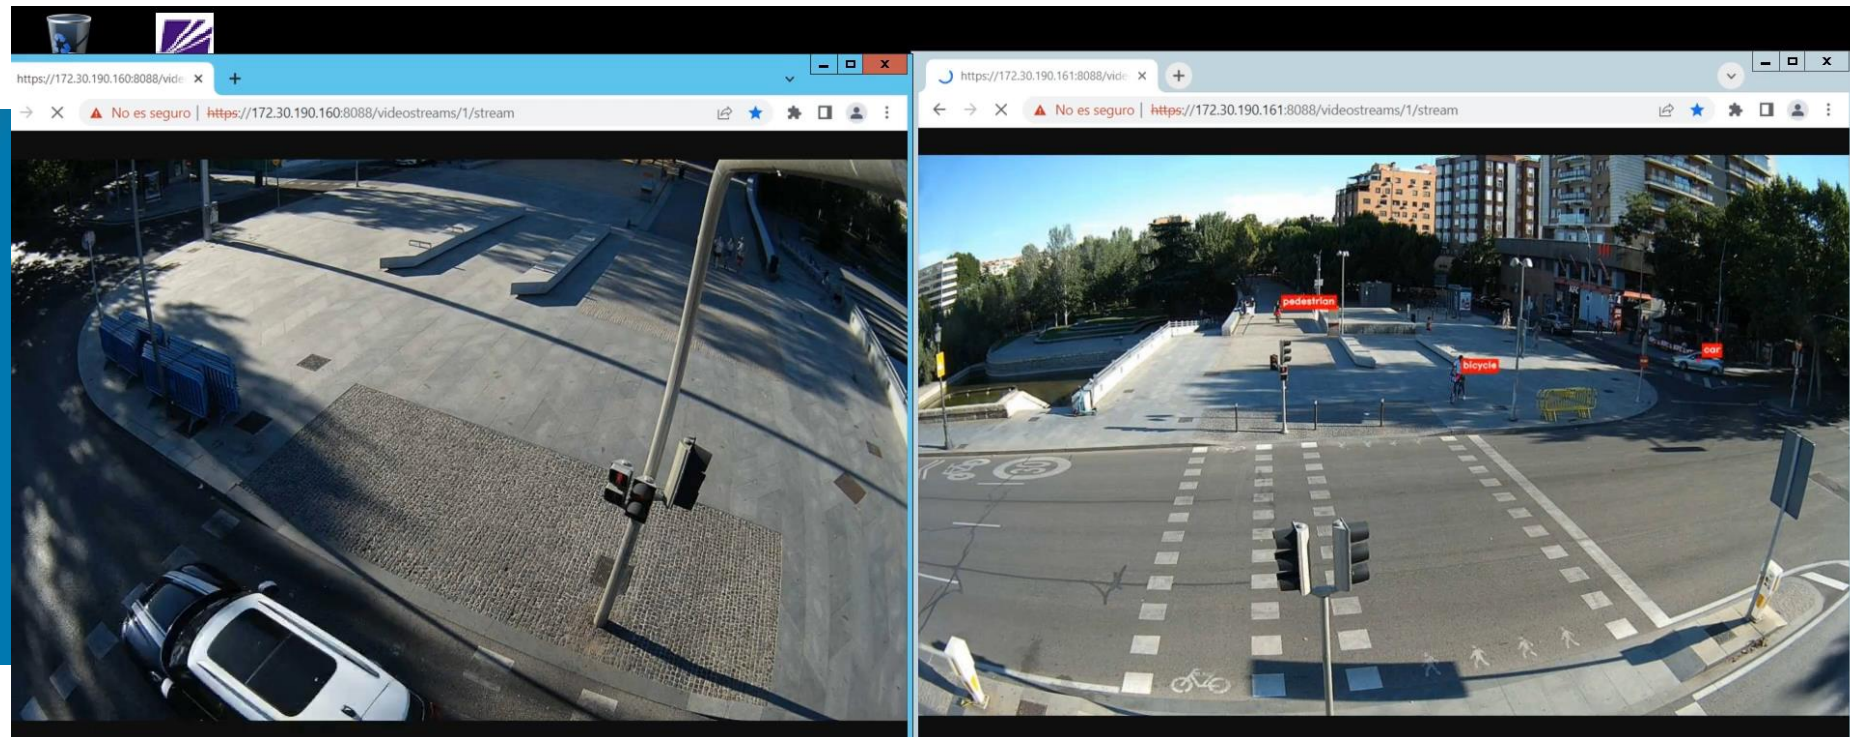 https://172.30.190.160:8088/vide
No es seguro | https://172.30.190.160:8088/videostreams/1/stream
https://172.30.190.161:8088/vide
No es seguro | https://172.30.190.161:8088/videostreams/1/stream
pedestrian
car
bicycle
30